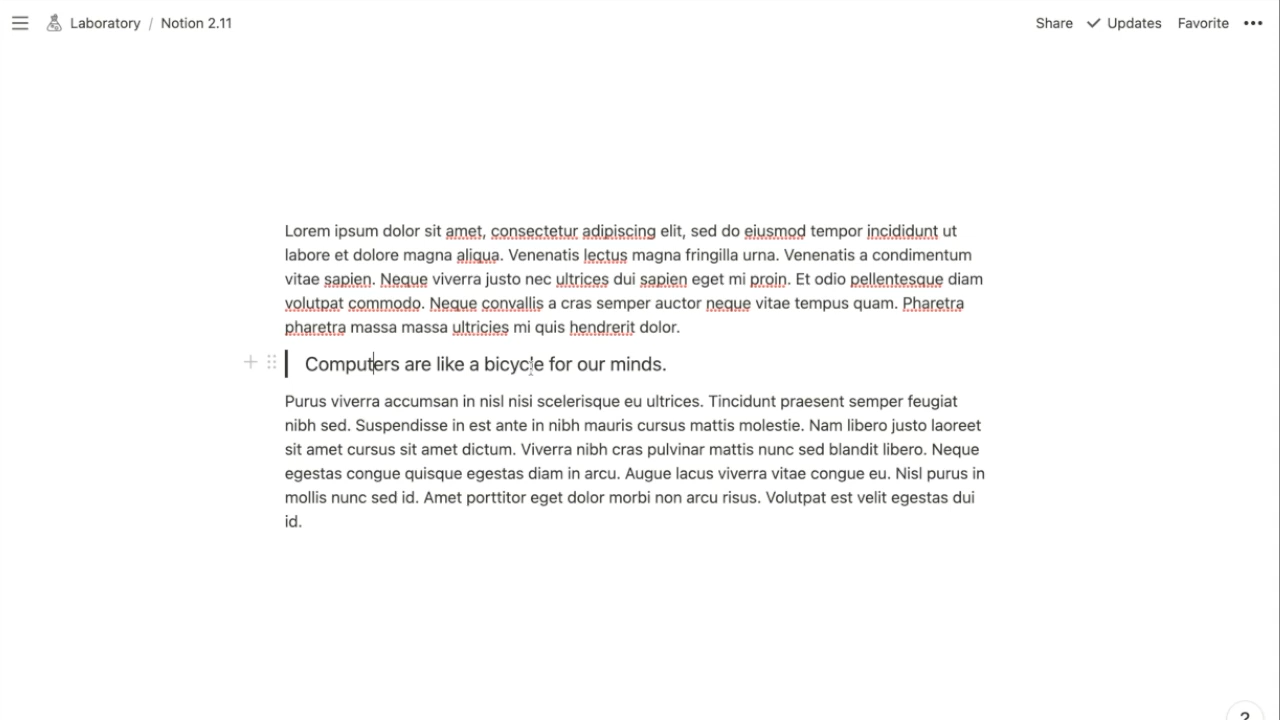 Laboratory / Notion 2.11
Share Updates Favorite
Lorem ipsum dolor sit amet, consectetur adipiscing elit, sed do eiusmod tempor incididunt ut
labore et dolore magna aliqua. Venenatis lectus magna fringilla urna. Venenatis a condimentum
vitae sapien. Neque viverra justo nec ultrices dui sapien eget mi proin. Et odio pellentesque diam
volutpat commodo. Neque convallis a cras semper auctor neque vitae tempus quam. Pharetra
pharetra massa massa ultricies mi quis hendrerit dolor.
Computers are like a bicycle for our minds.
Purus viverra accumsan in nisl nisi scelerisque eu ultrices. Tincidunt praesent semper feugiat
nibh sed. Suspendisse in est ante in nibh mauris cursus mattis molestie. Nam libero justo laoreet
sit amet cursus sit amet dictum. Viverra nibh cras pulvinar mattis nunc sed blandit libero. Neque
egestas congue quisque egestas diam in arcu. Augue lacus viverra vitae congue eu. Nisl purus in
mollis nunc sed id. Amet porttitor eget dolor morbi non arcu risus. Volutpat est velit egestas dui
id.
?